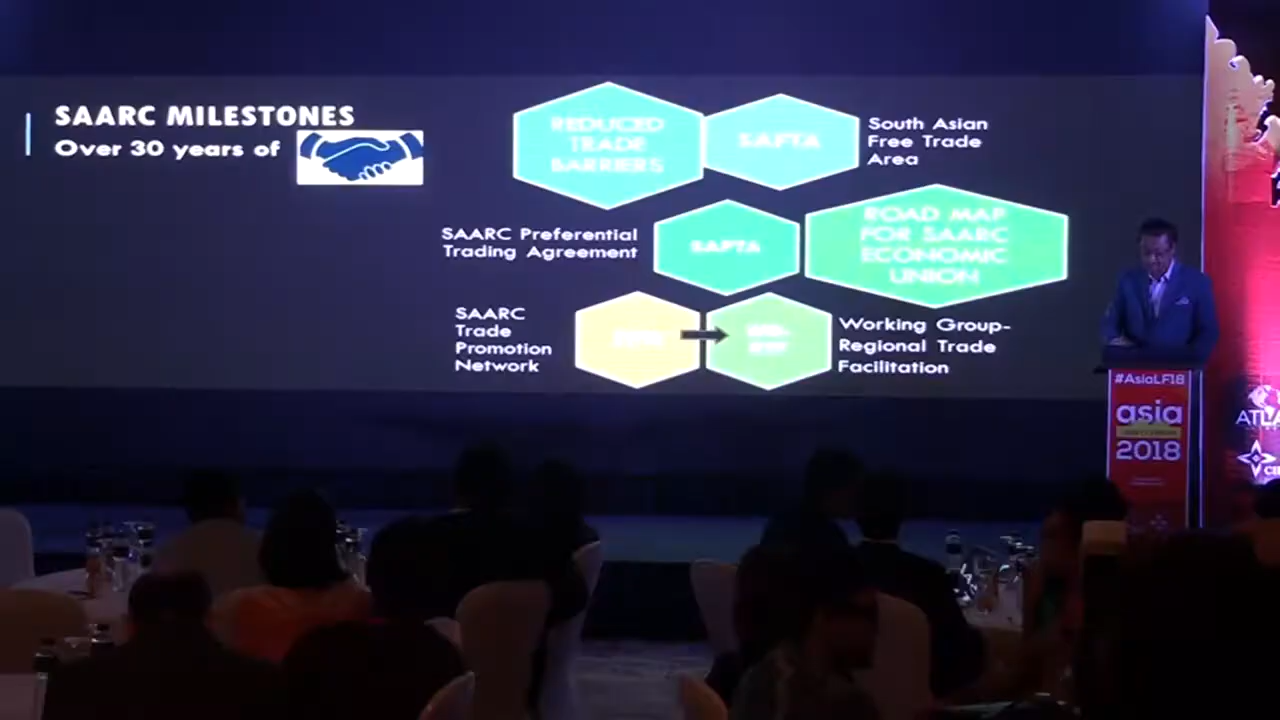 SAARC MILESTONES
Over 30 years of
REDUCED
TRADE
BARRIERS
SAFTA
South Asian
Free Trade
Area
SAARC Preferential
Trading Agreement
SAPTA
ROAD MAP
FOR SAARC
ECONOMIC
UNION
SAARC
Trade
Promotion
Network
Working Group-
Regional Trade
Facilitation
#AsiaLF18
asia
2018
ATLA